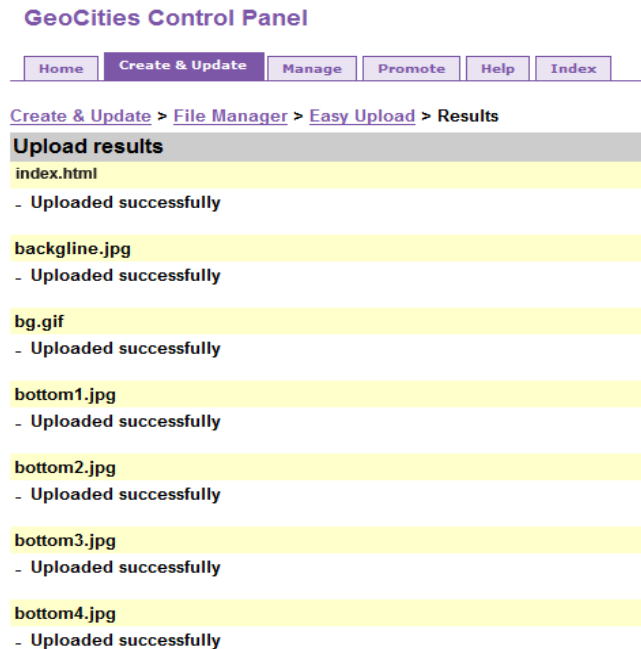 GeoCities Control Panel
Home Create & Update Manage Promote Help Index
Create & Update > File Manager > Easy Upload > Results
Upload results
index.html
- Uploaded successfully
backgline.jpg
- Uploaded successfully
bg.gif
- Uploaded successfully
bottom1.jpg
- Uploaded successfully
bottom2.jpg
- Uploaded successfully
bottom3.jpg
- Uploaded successfully
bottom4.jpg
- Uploaded successfully